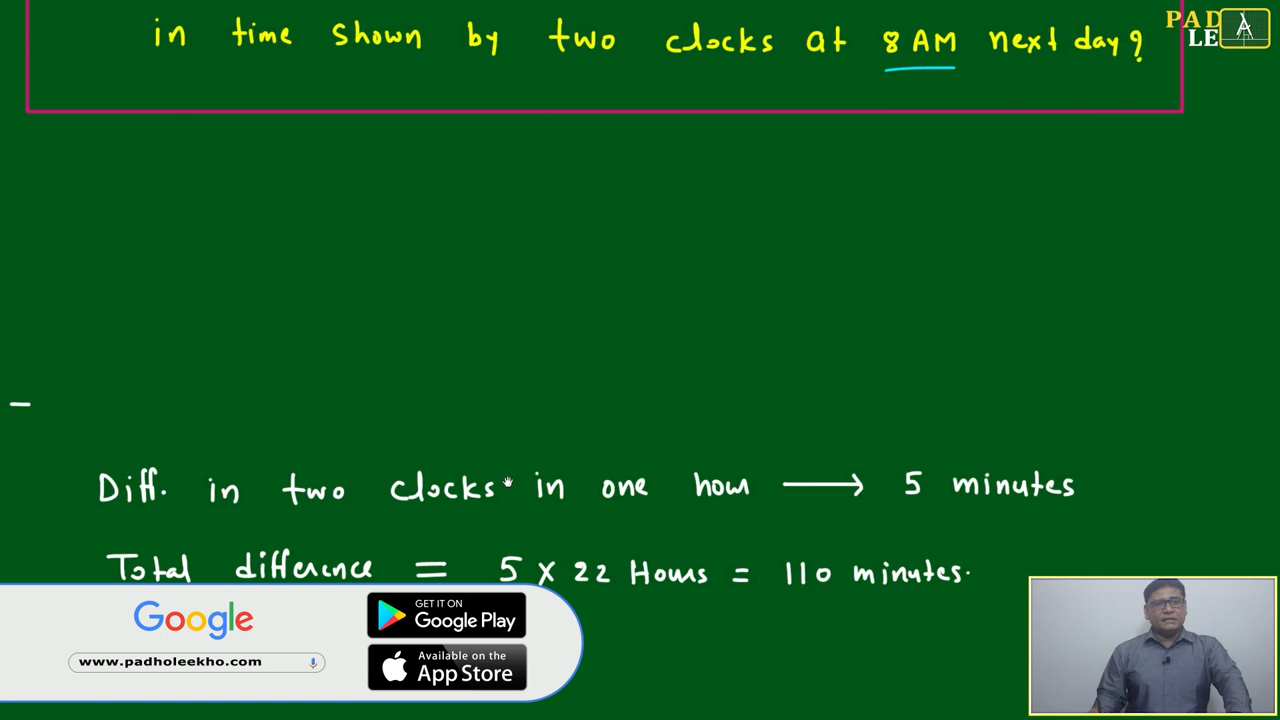 PAD
LE
in time shown by two clocks at 8 AM next day?
Diff. in two clocks in one hour → 5 minutes
Total difference = 5 x 22 Hours = 110 minutes.
Google
www.padholeekho.com
GET IT ON
Google Play
Available on the
App Store